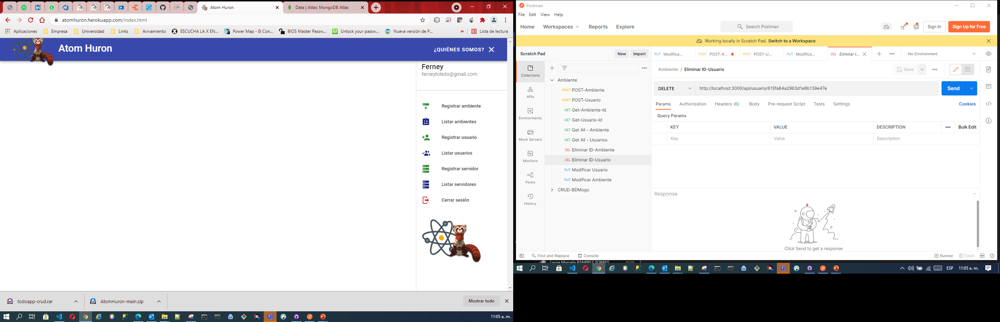 Atom Huron
Data | Atlas: MongoDB Atlas
atomhuron.herokuapp.com/index.html
Aplicaciones
Empresa
Universidad
Links
Avivamiento
ESCUCHA LA X EN...
Power Map - El Con...
BIOS Master Passw...
Unlock your passw...
Nueva versión de P...
»
Lista de lectura
Atom Huron
¿QUIÉNES SOMOS?
Ferney
ferneytoledo@gmail.com
Registrar ambiente
Listar ambientes
Registrar usuario
Listar usuarios
Registrar servidor
Listar servidores
Cerrar sesión
todoapp-crud.rar
AtomHuron-main.zip
Mostrar todo
11:05 a. m.
Postman
File Edit View Help
Home Workspaces Reports Explore
Search Postman
Sign In
Sign Up for Free
Working locally in Scratch Pad. Switch to a Workspace
Scratch Pad
New
Import
PUT Modifica...
POST POST-A...
POST POST-U...
PUT Modifica...
DEL Eliminar I...
No Environment
Collections
APIs
Environments
Mock Servers
Monitors
Flows
History
Ambiente
POST POST-Ambiente
POST POST-Usuario
GET Get-Ambiente-Id
GET Get-Usuario-Id
GET Get All - Ambiente
GET Get All - Usuarios
DEL Eliminar ID-Ambiente
DEL Eliminar ID-Usuario
PUT Modificar Usuario
PUT Modificar Ambiente
CRUD-BDMogo
Ambiente / Eliminar ID-Usuario
Save
DELETE
http://localhost:3000/api/usuario/615fa84a2963d1e8b139e47e
Send
Params Authorization Headers (6) Body Pre-request Script Tests Settings
Cookies
Query Params
KEY VALUE DESCRIPTION
Bulk Edit
Key Value Description
Response
Click Send to get a response
Find and Replace
Console
Runner
Trash
Laura Marcela RAMIREZ TORRES
13/10
ESP
11:05 a. m.